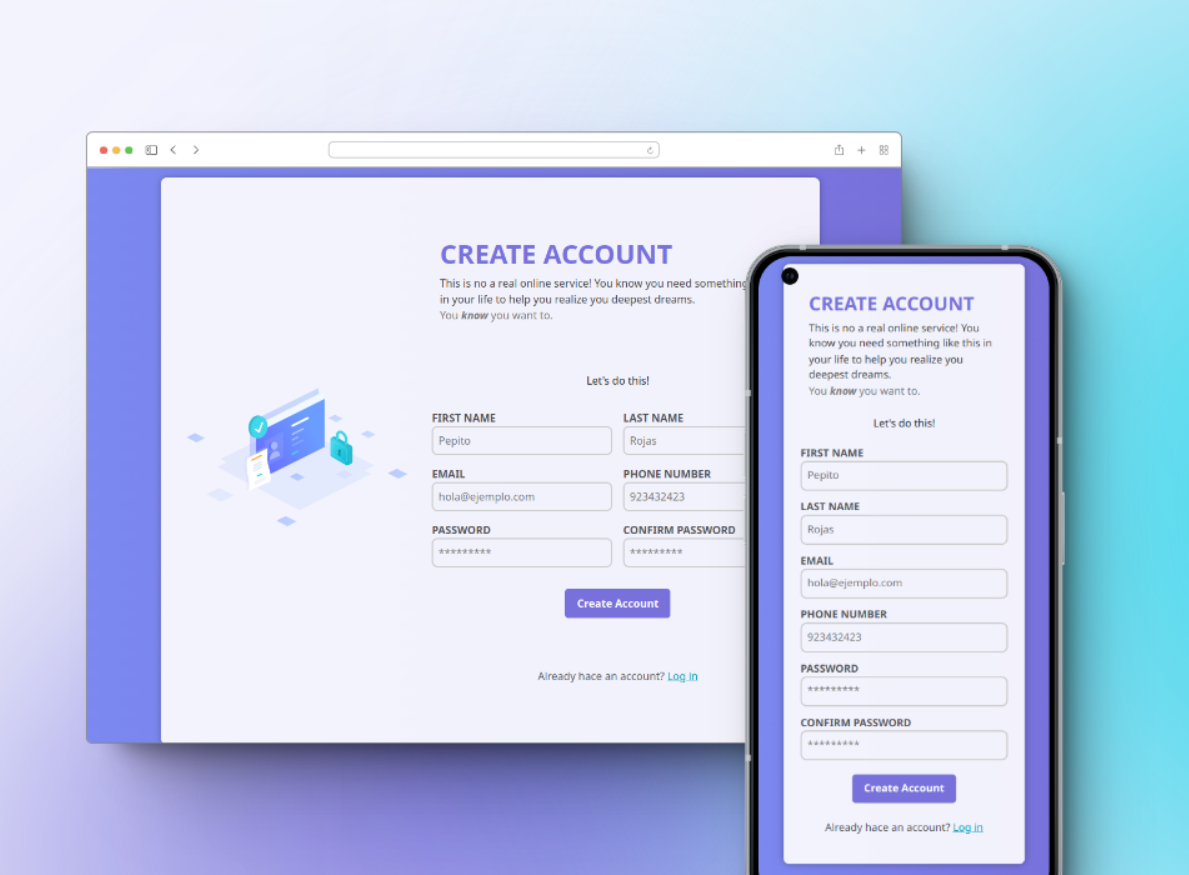 CREATE ACCOUNT
This is no a real online service! You know you need something
in your life to help you realize you deepest dreams.
You know you want to.
Let's do this!
FIRST NAME
LAST NAME
Pepito
Rojas
EMAIL
PHONE NUMBER
hola@ejemplo.com
923432423
PASSWORD
CONFIRM PASSWORD
*********
*********
Create Account
Already hace an account? Log in
CREATE ACCOUNT
This is no a real online service! You
know you need something like this in
your life to help you realize you
deepest dreams.
You know you want to.
Let's do this!
FIRST NAME
Pepito
LAST NAME
Rojas
EMAIL
hola@ejemplo.com
PHONE NUMBER
923432423
PASSWORD
*********
CONFIRM PASSWORD
*********
Create Account
Already hace an account? Log in